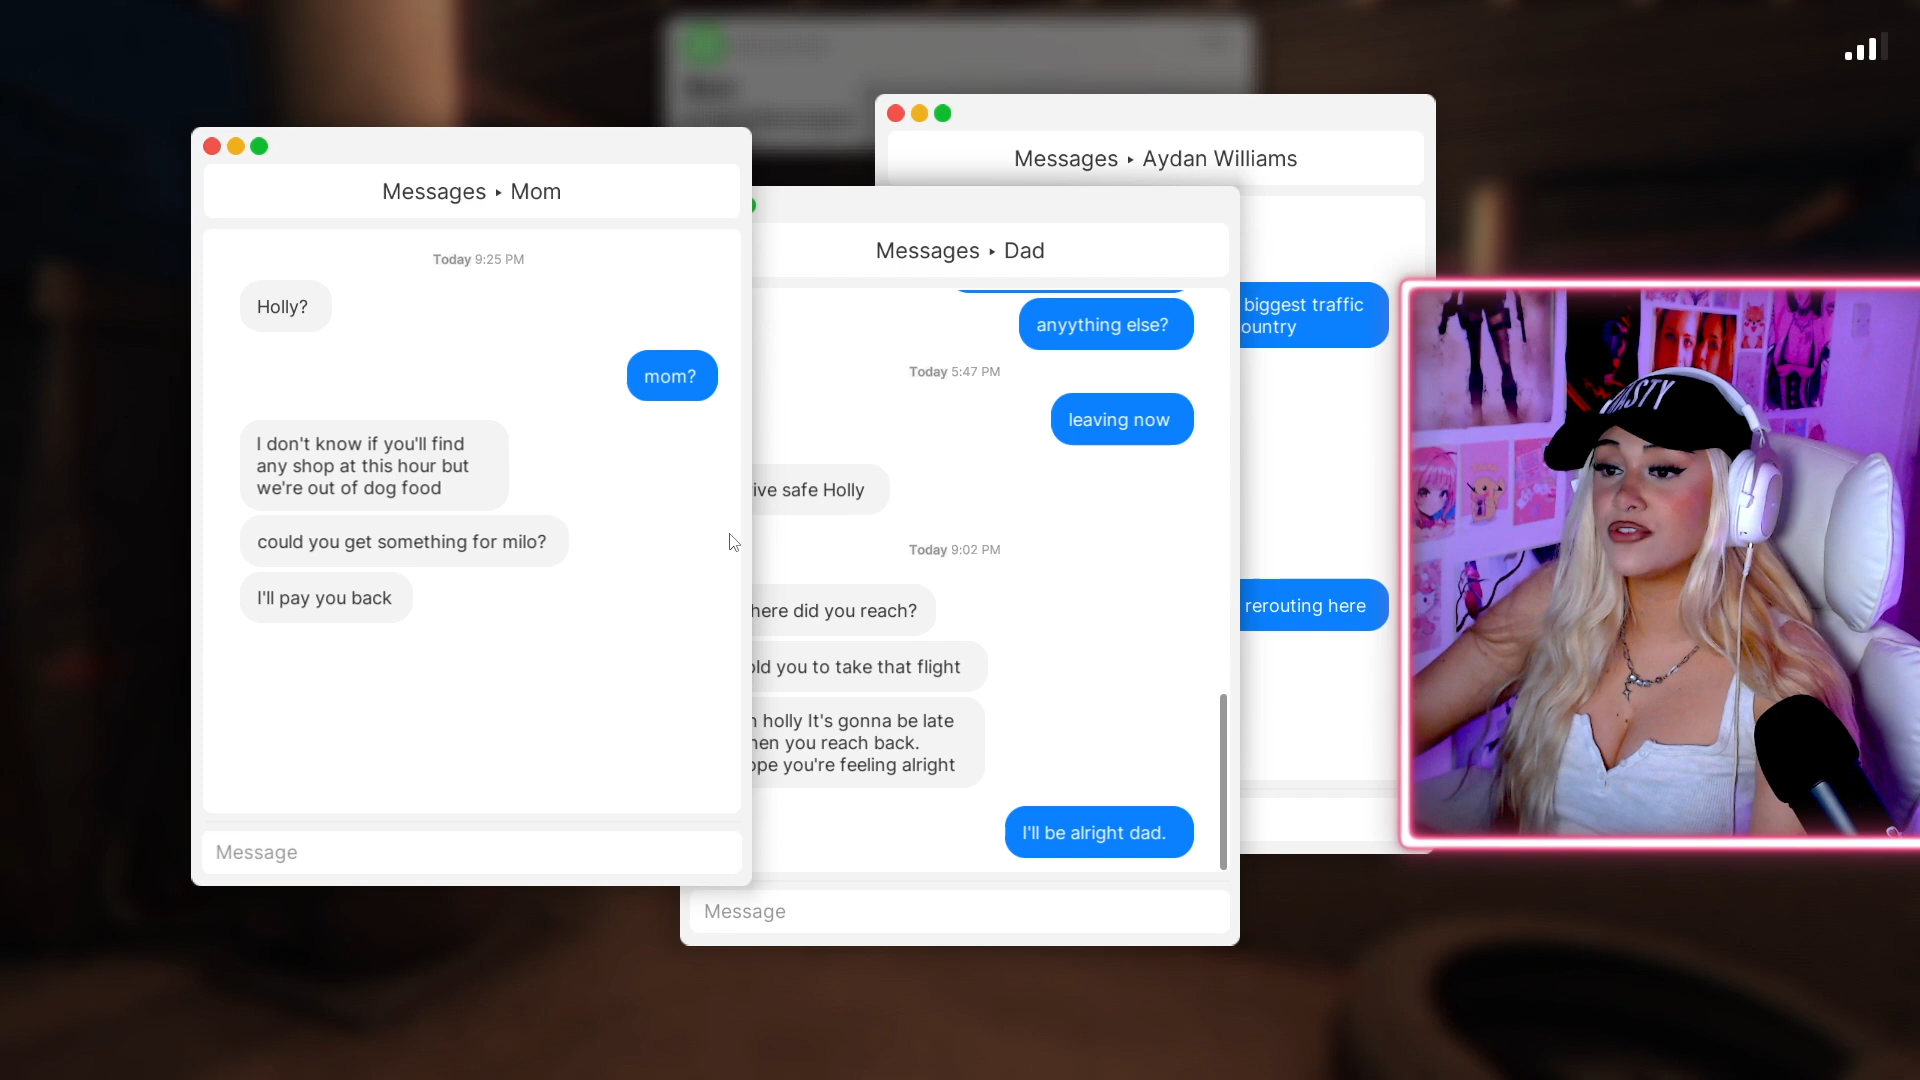 Messages ▸ Mom
Today 9:25 PM
Holly?
mom?
I don't know if you'll find
any shop at this hour but
we're out of dog food
could you get something for milo?
I'll pay you back
Message
Messages ▸ Dad
anyything else?
Today 5:47 PM
leaving now
ive safe Holly
Today 9:02 PM
here did you reach?
old you to take that flight
holly It's gonna be late
hen you reach back.
ope you're feeling alright
I'll be alright dad.
Message
Messages ▸ Aydan Williams
biggest traffic
ountry
rerouting here
NASTY